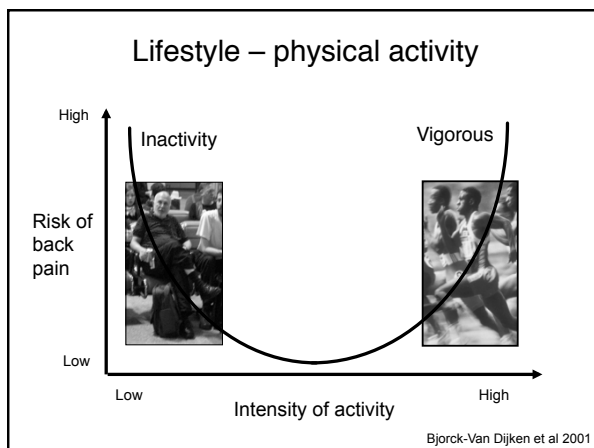 Lifestyle – physical activity
High
Inactivity
Vigorous
Risk of
back
pain
Low
Low
High
Intensity of activity
Bjorck-Van Dijken et al 2001